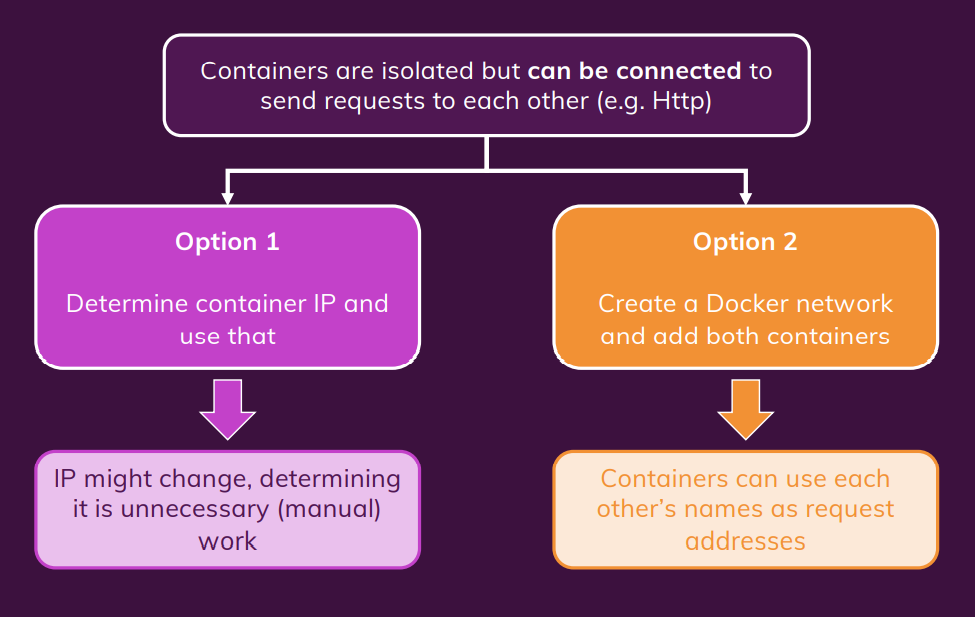 Containers are isolated but can be connected to
send requests to each other (e.g. Http)
Option 1
Determine container IP and
use that
IP might change, determining
it is unnecessary (manual)
work
Option 2
Create a Docker network
and add both containers
Containers can use each
other’s names as request
addresses